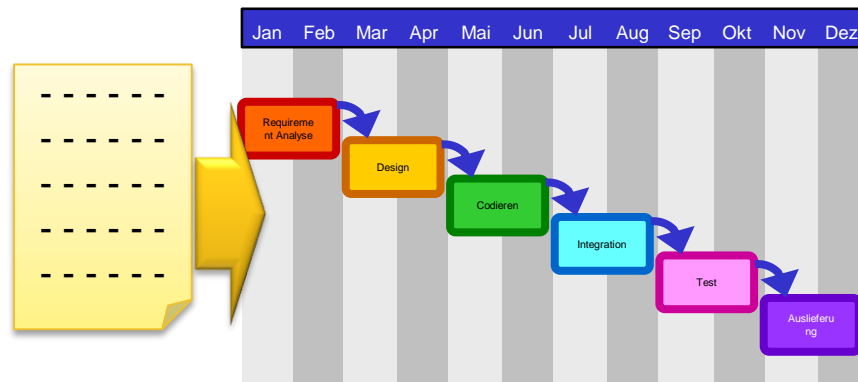 Jan Feb Mar Apr Mai Jun Jul Aug Sep Okt Nov Dez
- - - - - -
- - - - - -
- - - - - -
- - - - - -
- - - - - -
Requireme
nt Analyse
Design
Codieren
Integration
Test
Ausliferu
ng